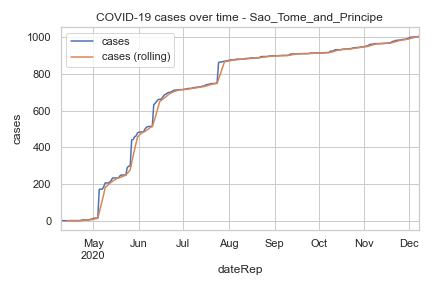 COVID-19 cases over time - Sao_Tome_and_Principe
cases
cases (rolling)
1000
800
600
400
200
0
cases
May Jun Jul Aug Sep Oct Nov Dec
2020
dateRep